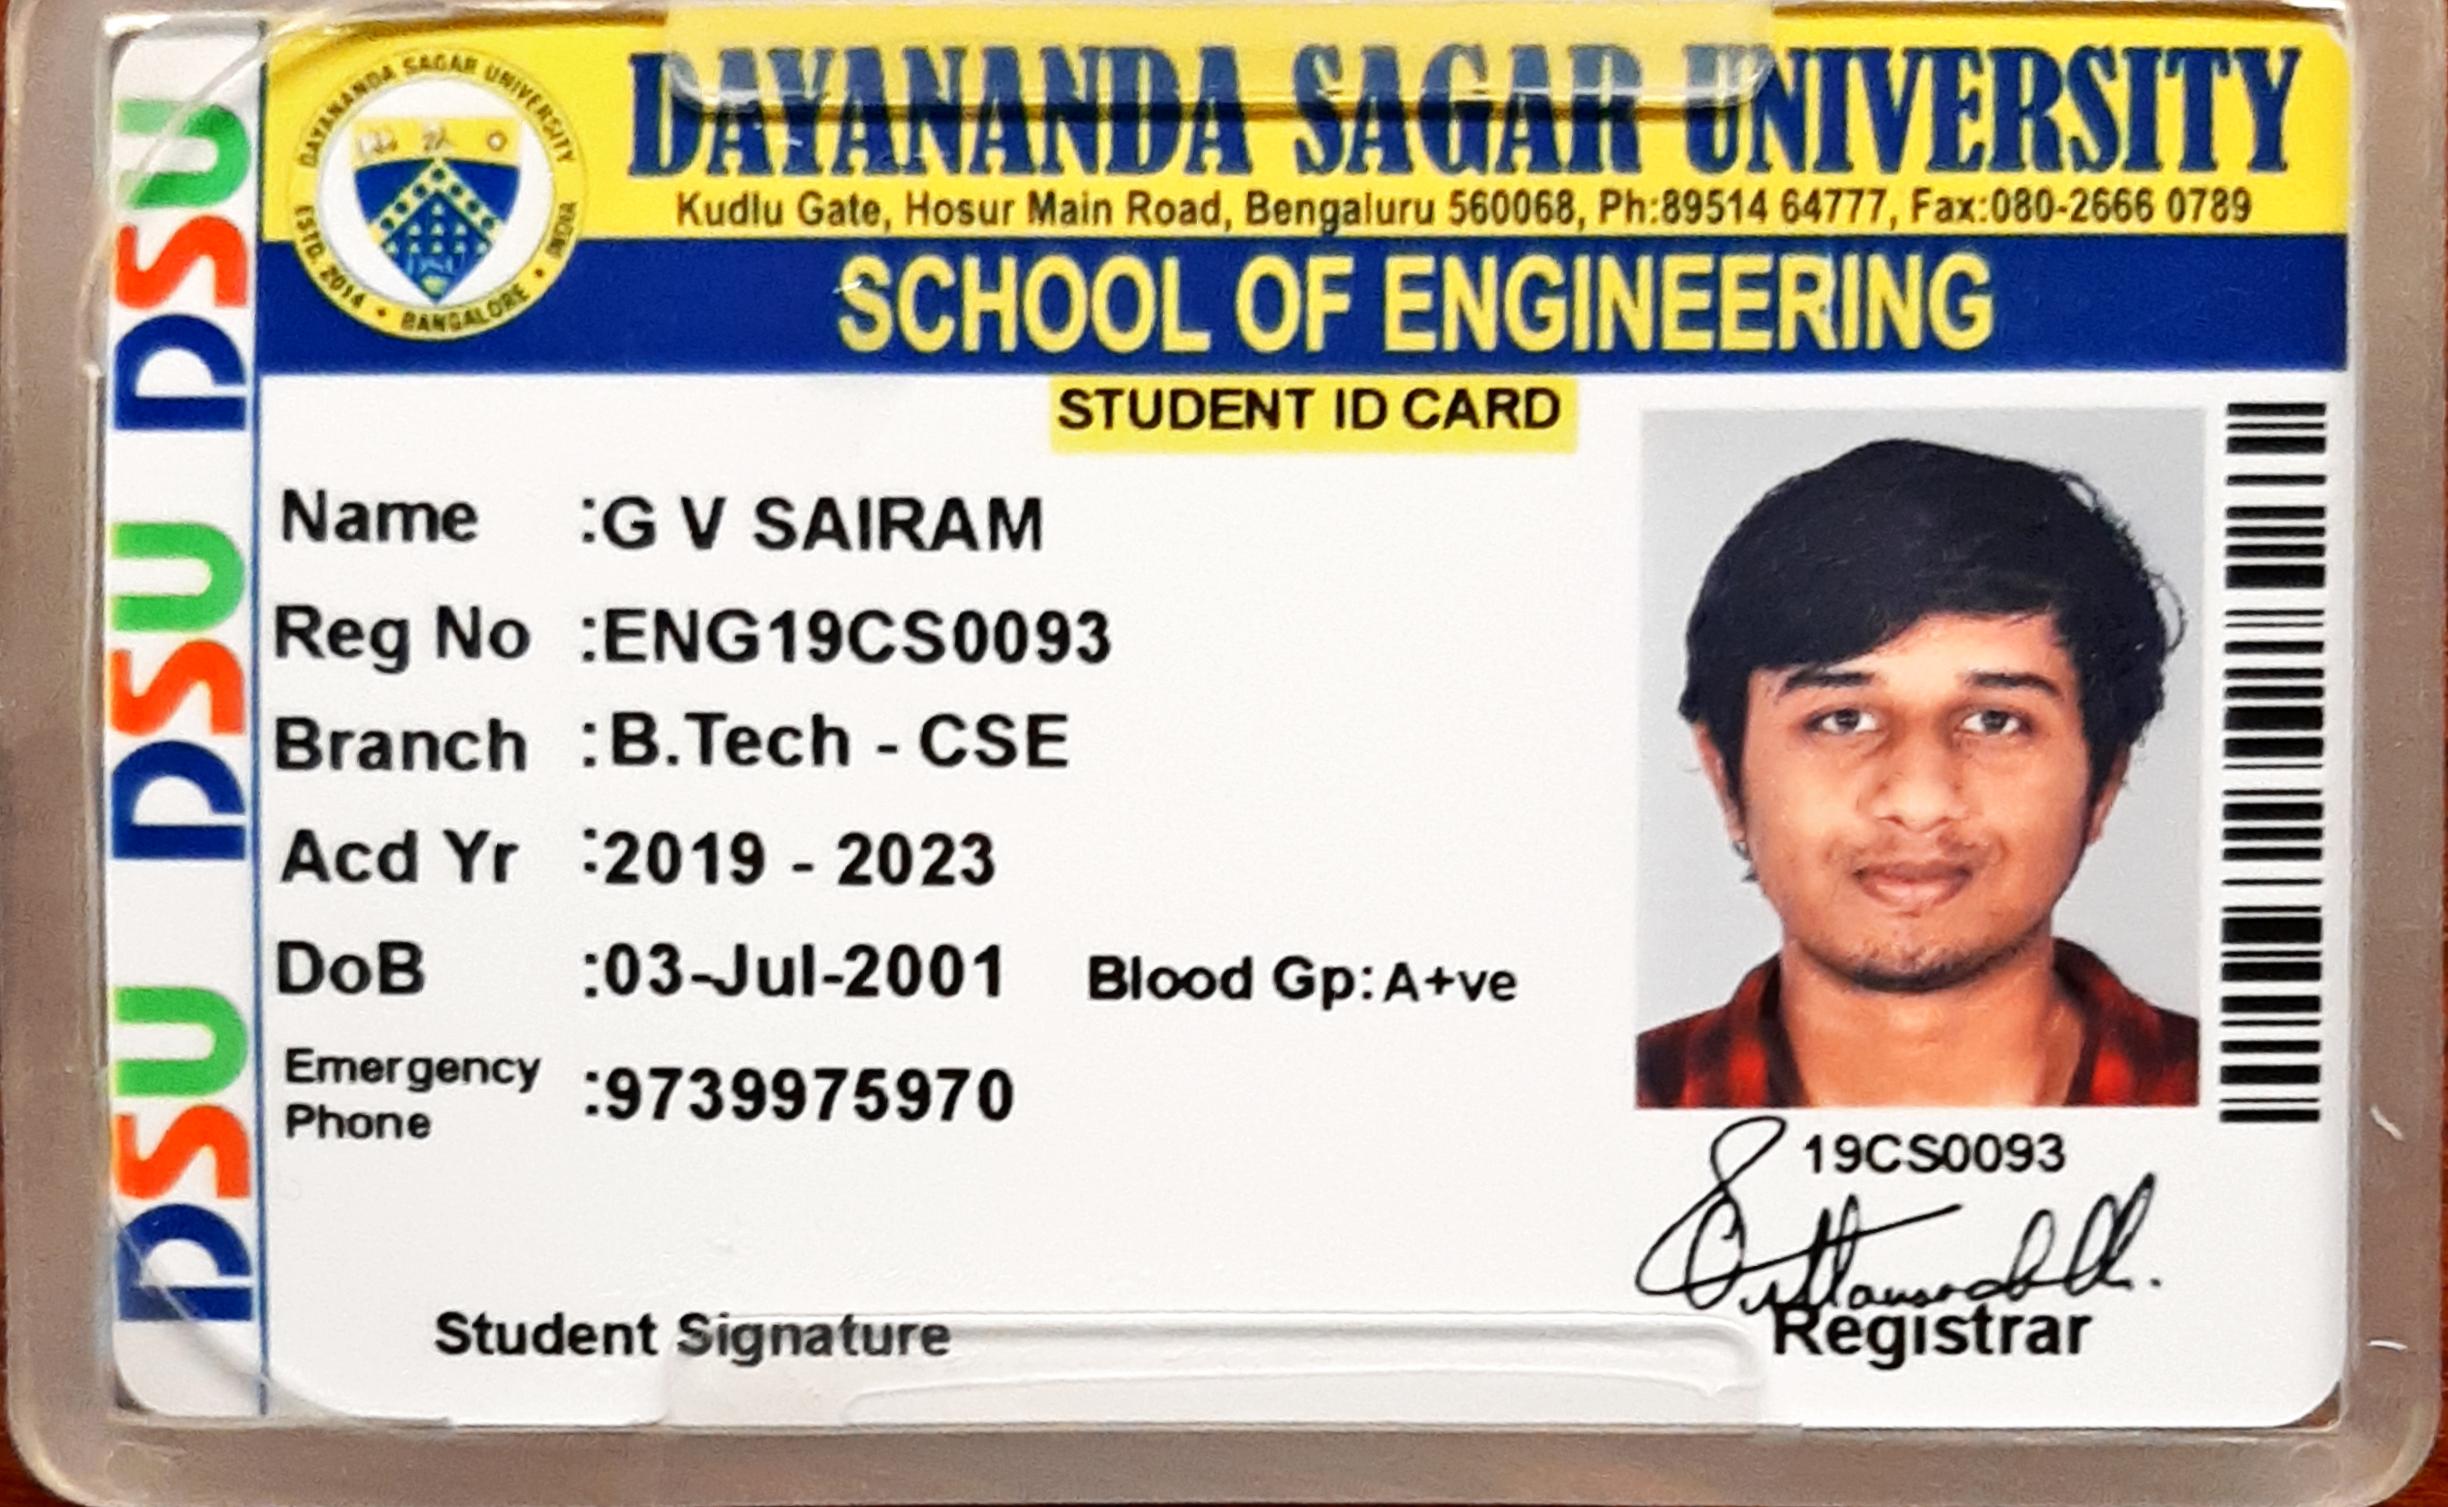 DAYANANDA SAGAR UNIVERSITY
ESTD. 2014 • BANGALORE • INDIA
DAYANANDA SAGAR UNIVERSITY
Kudlu Gate, Hosur Main Road, Bengaluru 560068, Ph:89514 64777, Fax:080-2666 0789
SCHOOL OF ENGINEERING
DSU DSU DSU
STUDENT ID CARD
Name :G V SAIRAM
Reg No :ENG19CS0093
Branch :B.Tech - CSE
Acd Yr :2019 - 2023
DoB :03-Jul-2001 Blood Gp:A+ve
Emergency
Phone :9739975970
19CS0093
Student Signature
Registrar